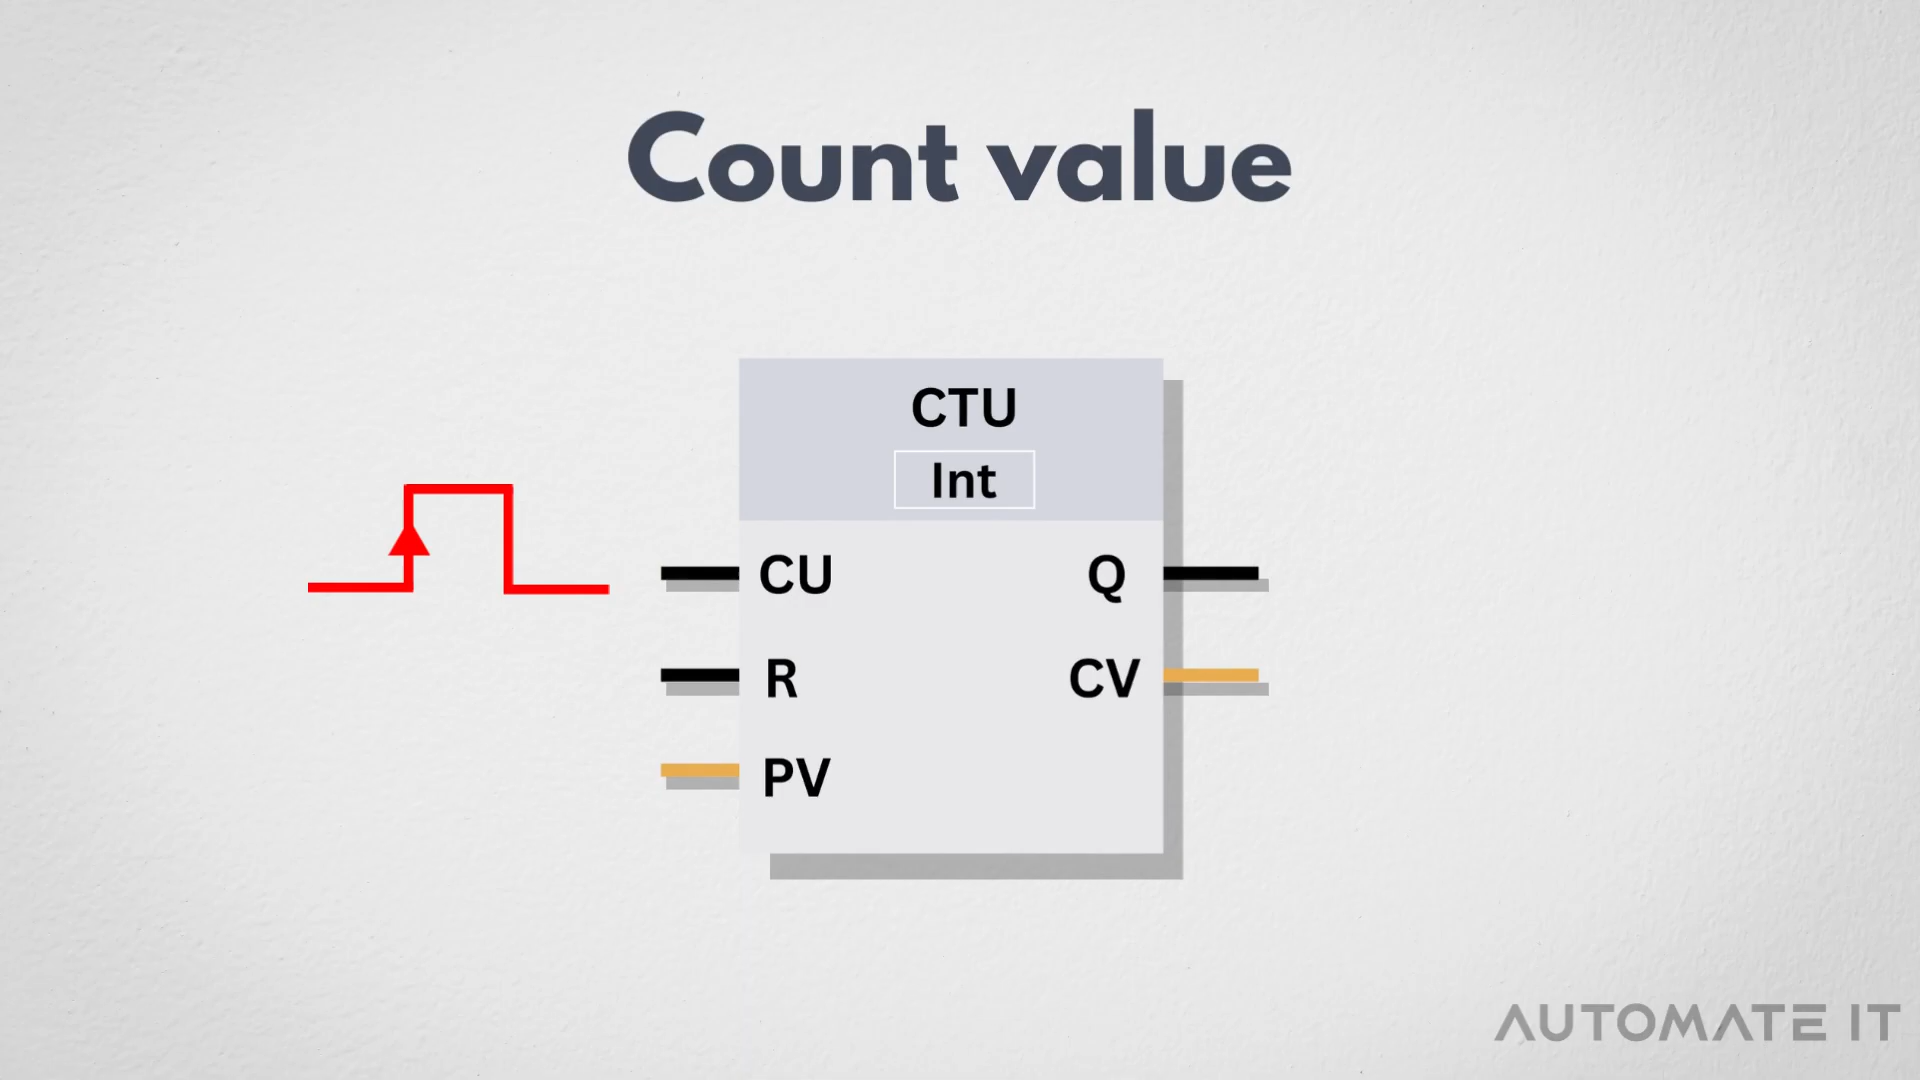 Count value
CTU
Int
CU
Q
R
CV
PV
AUTOMATE IT